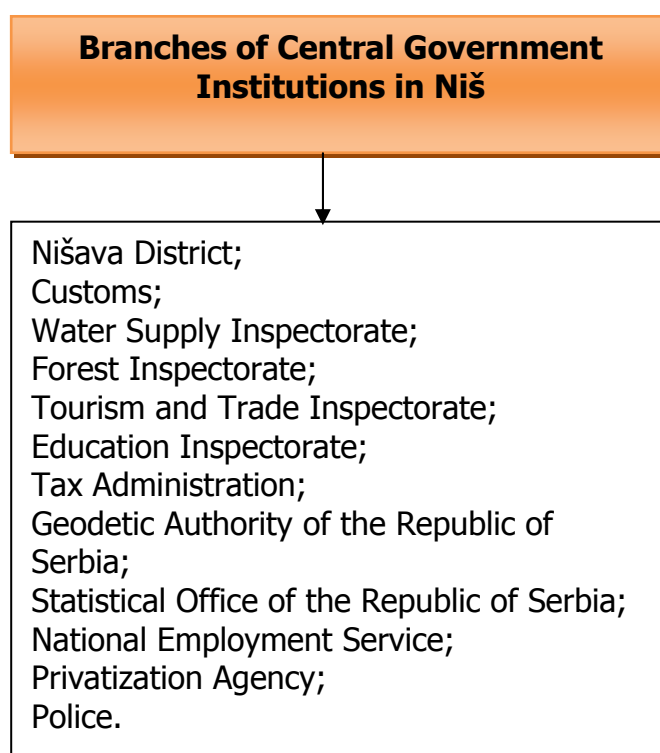 Branches of Central Government
Institutions in Niš
Nišava District;
Customs;
Water Supply Inspectorate;
Forest Inspectorate;
Tourism and Trade Inspectorate;
Education Inspectorate;
Tax Administration;
Geodetic Authority of the Republic of
Serbia;
Statistical Office of the Republic of Serbia;
National Employment Service;
Privatization Agency;
Police.